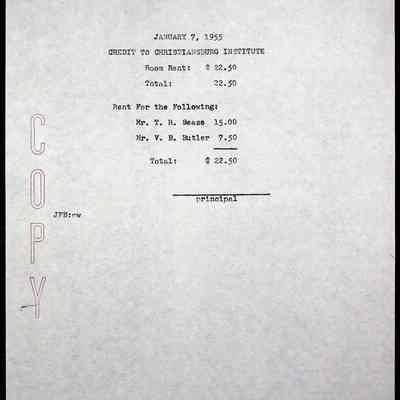 JANUARY 7, 1955
CREDIT TO CHRISTIANSBURG INSTITUTE
Room Rent: $ 22.50
Total: 22.50
Rent For the Following:
Mr. T. R. Sease 15.00
Mr. V. B. Butler 7.50
Total: $ 22.50
principal
JFB:
COPY